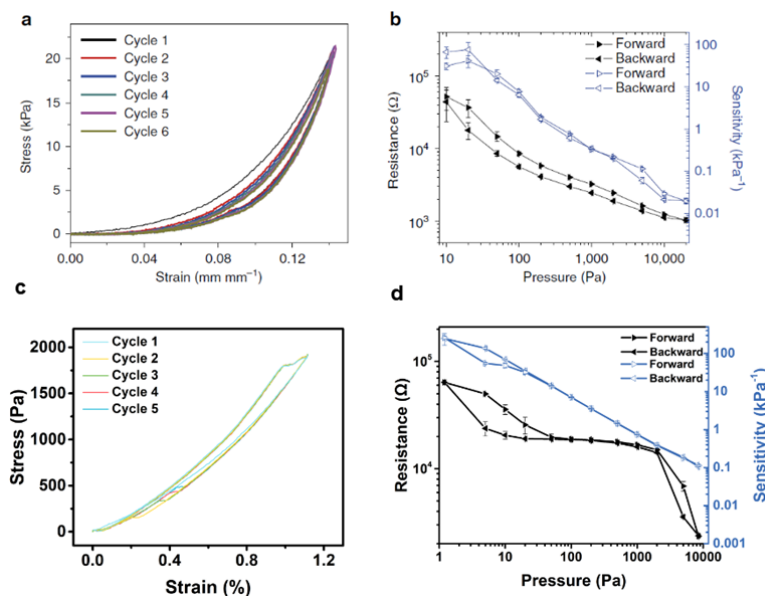 a
Stress (kPa)
20
15
10
5
0
Cycle 1
Cycle 2
Cycle 3
Cycle 4
Cycle 5
Cycle 6
0.00
0.04
0.08
0.12
Strain (mm mm⁻¹)
b
Resistance (Ω)
10⁵
10⁴
10³
Forward
Backward
Forward
Backward
100
10
1
0.1
0.01
Sensitivity (kPa⁻¹)
10
100
1,000
10,000
Pressure (Pa)
c
Stress (Pa)
2000
1500
1000
500
0
Cycle 1
Cycle 2
Cycle 3
Cycle 4
Cycle 5
0.0
0.4
0.8
1.2
Strain (%)
d
Resistance (Ω)
10⁵
10⁴
Forward
Backward
Forward
Backward
100
10
1
0.1
0.01
0.001
Sensitivity (kPa⁻¹)
1
10
100
1000
10000
Pressure (Pa)